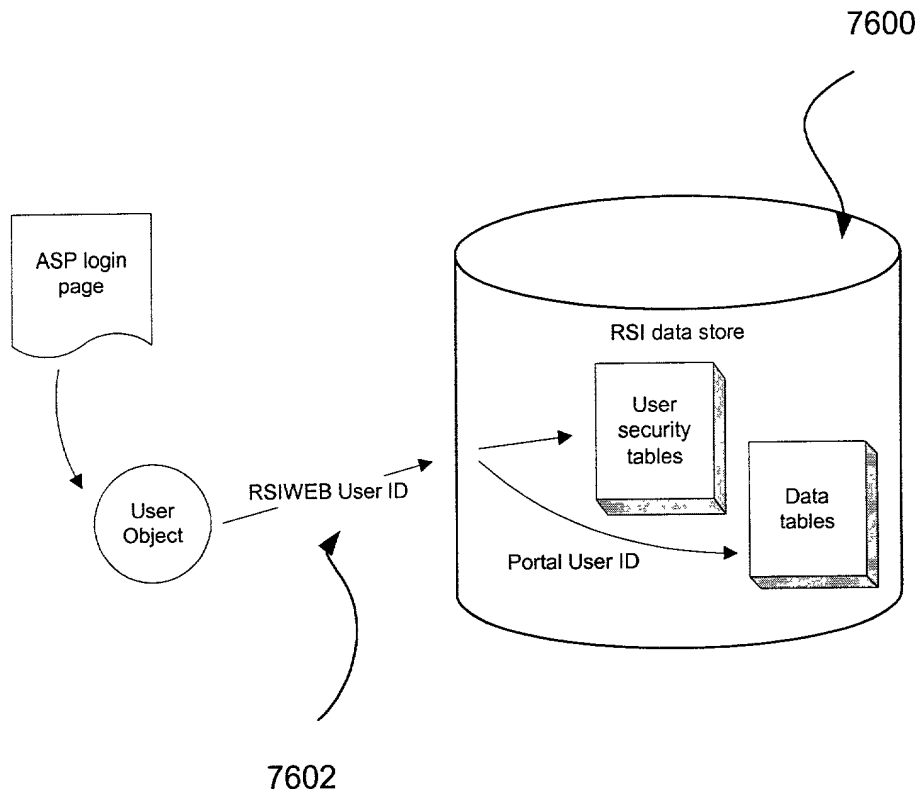 7600
ASP login
page
RSI data store
User
security
tables
RSIWEB User ID
User
Object
Data
tables
Portal User ID
7602